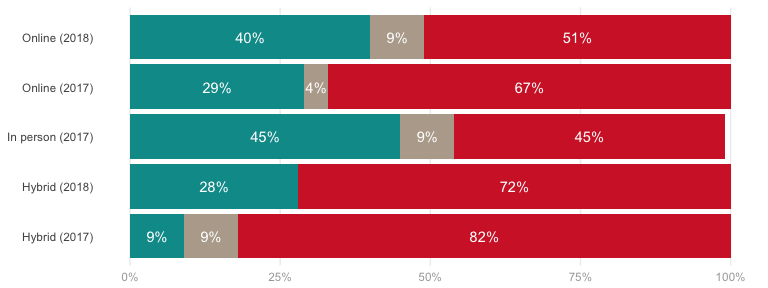 Online (2018) 40% 9% 51%
Online (2017) 29% 4% 67%
In person (2017) 45% 9% 45%
Hybrid (2018) 28% 72%
Hybrid (2017) 9% 9% 82%
0% 25% 50% 75% 100%